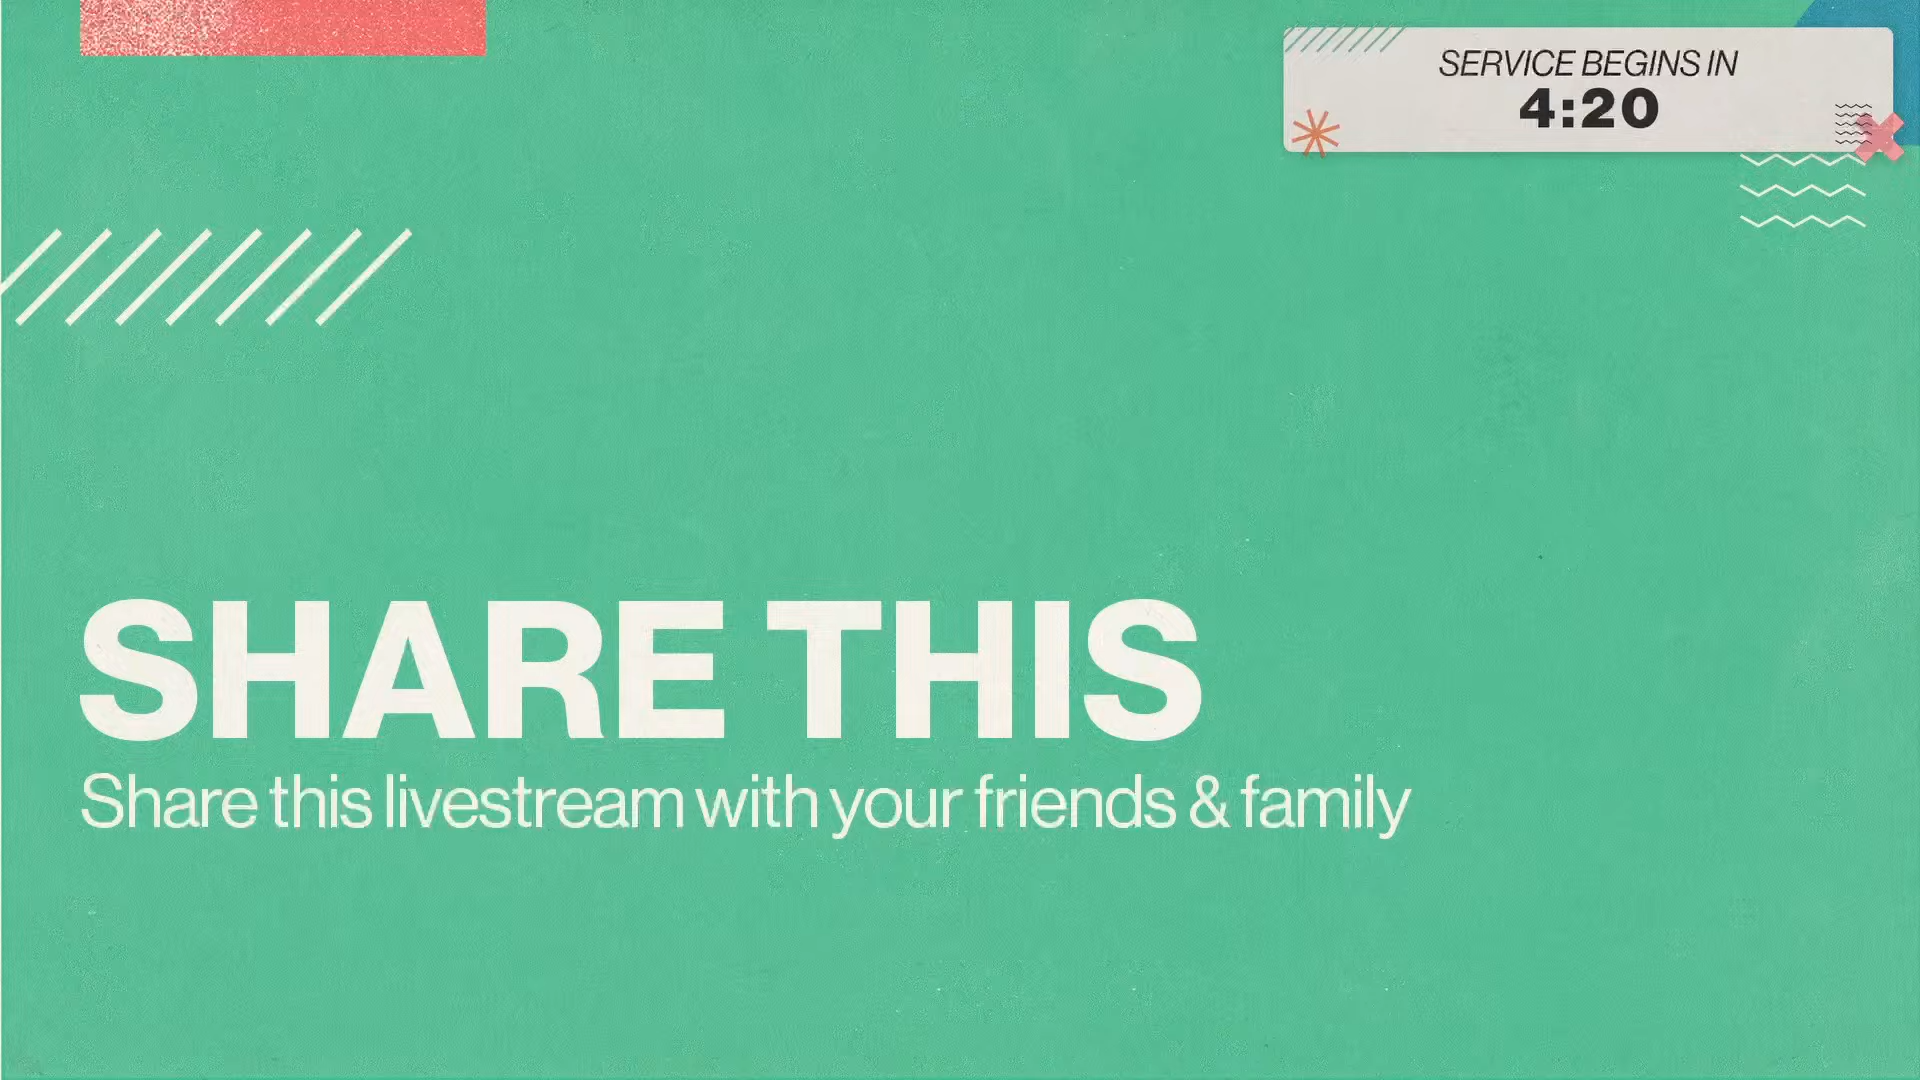 SERVICE BEGINS IN
4:20
SHARE THIS
Share this livestream with your friends & family